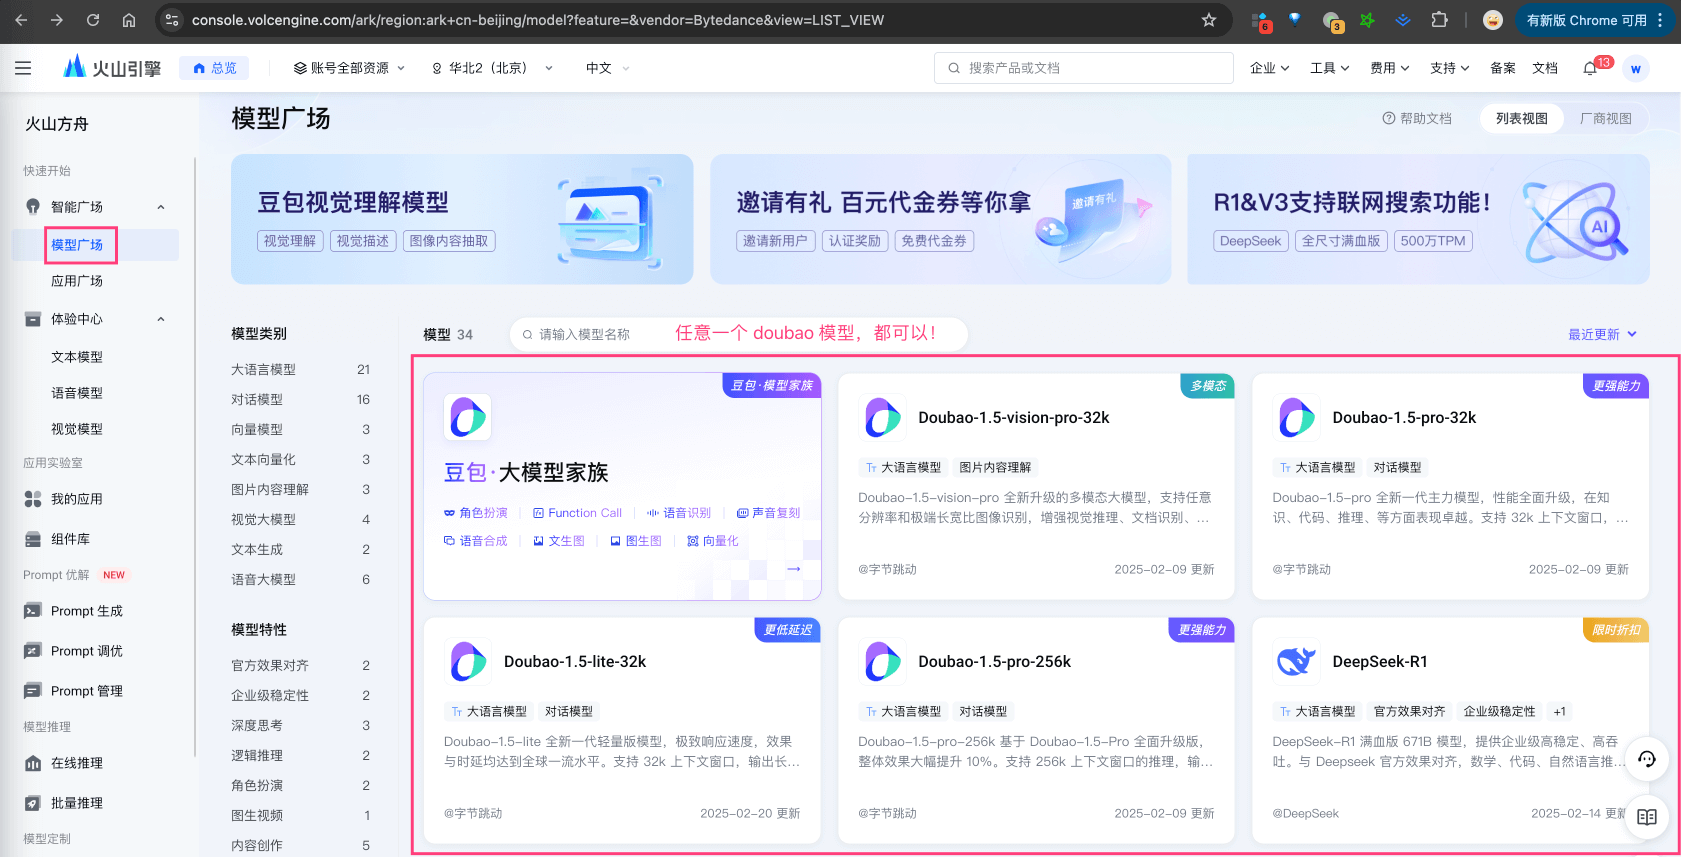 console.volcengine.com/ark/region:ark+cn-beijing/model?feature=&vendor=Bytedance&view=LIST_VIEW
6
3
有新版 Chrome 可用
火山引擎
总览
账号全部资源
华北2（北京）
中文
搜索产品或文档
企业
工具
费用
支持
备案
文档
13
w
火山方舟
快速开始
智能广场
模型广场
应用广场
体验中心
文本模型
语音模型
视觉模型
应用实验室
我的应用
组件库
Prompt 优解 NEW
Prompt 生成
Prompt 调优
Prompt 管理
模型推理
在线推理
批量推理
模型定制
模型广场
帮助文档
列表视图
厂商视图
豆包视觉理解模型
视觉理解
视觉描述
图像内容抽取
邀请有礼 百元代金券等你拿
邀请新用户
认证奖励
免费代金券
邀请有礼
R1&V3支持联网搜索功能！
DeepSeek
全尺寸满血版
500万TPM
AI
模型类别
大语言模型 21
对话模型 16
向量模型 3
文本向量化 3
图片内容理解 3
视觉大模型 4
文本生成 2
语音大模型 6
模型特性
官方效果对齐 2
企业级稳定性 2
深度思考 3
逻辑推理 2
角色扮演 2
图生视频 1
内容创作 5
模型 34
请输入模型名称
任意一个 doubao 模型，都可以！
最近更新
豆包·模型家族
豆包·大模型家族
角色扮演
Function Call
语音识别
声音复刻
语音合成
文生图
图生图
向量化
→
多模态
Doubao-1.5-vision-pro-32k
大语言模型
图片内容理解
Doubao-1.5-vision-pro 全新升级的多模态大模型，支持任意
分辨率和极端长宽比图像识别，增强视觉推理、文档识别、...
@字节跳动
2025-02-09 更新
更强能力
Doubao-1.5-pro-32k
大语言模型
对话模型
Doubao-1.5-pro 全新一代主力模型，性能全面升级，在知
识、代码、推理、等方面表现卓越。支持 32k 上下文窗口，...
@字节跳动
2025-02-09 更新
更低延迟
Doubao-1.5-lite-32k
大语言模型
对话模型
Doubao-1.5-lite 全新一代轻量版模型，极致响应速度，效果
与时延均达到全球一流水平。支持 32k 上下文窗口，输出长...
@字节跳动
2025-02-20 更新
更强能力
Doubao-1.5-pro-256k
大语言模型
对话模型
Doubao-1.5-pro-256k 基于 Doubao-1.5-Pro 全面升级版，
整体效果大幅提升 10%。支持 256k 上下文窗口的推理，输...
@字节跳动
2025-02-09 更新
限时折扣
DeepSeek-R1
大语言模型
官方效果对齐
企业级稳定性
+1
DeepSeek-R1 满血版 671B 模型，提供企业级高稳定、高吞
吐。与 Deepseek 官方效果对齐，数学、代码、自然语言推...
@DeepSeek
2025-02-14 更新